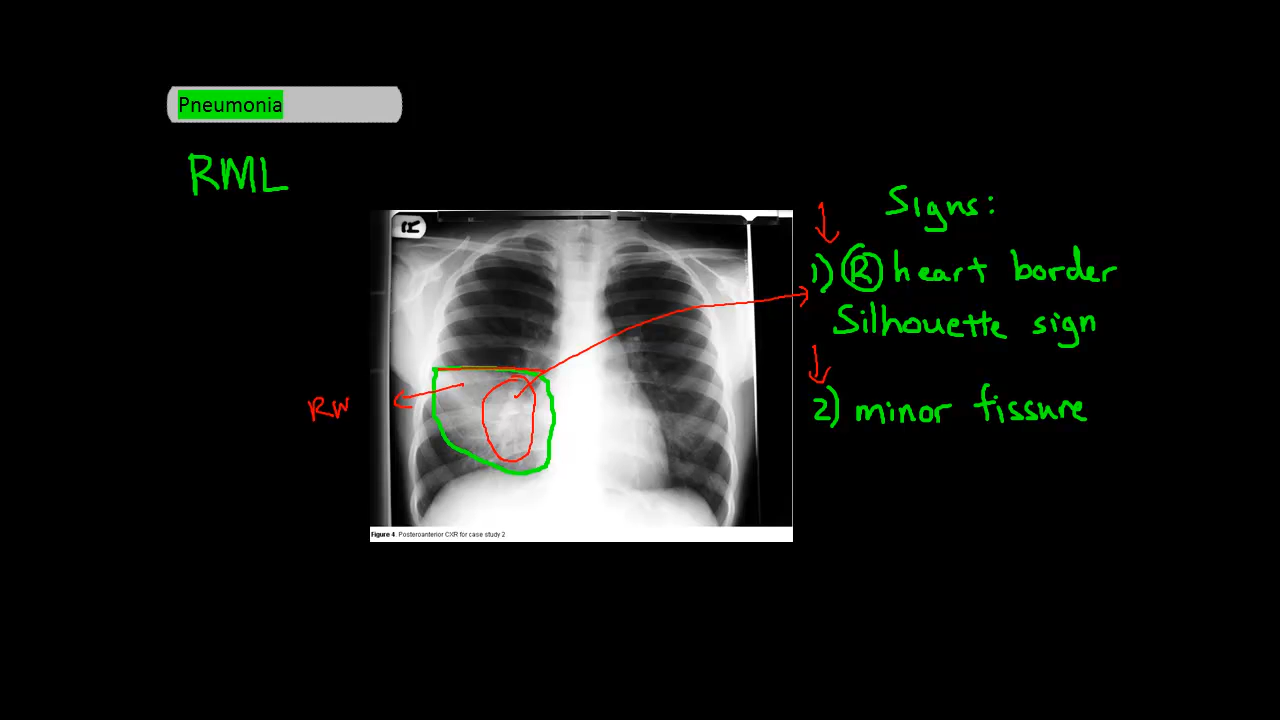 Pneumonia
RML
Signs:
1) R heart border
Silhouette sign
2) minor fissure
R
Figure 4. Posteroanterior CXR for case study 2